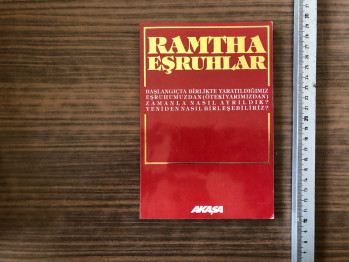 RAMTHA
EŞRUHLAR
BAŞLANGIÇTA BİRLİKTE YARATILDIĞIMIZ
EŞRUHUMUZDAN (ÖTEKİ YARIMIZDAN)
ZAMANLA NASIL AYRILDIK?
YENİDEN NASIL BİRLEŞEBİLİRİZ?
AKAŞA